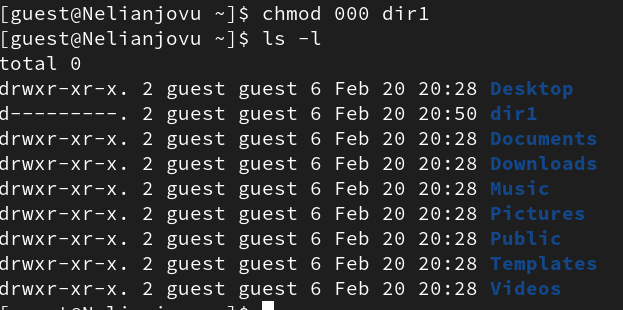 [guest@Nelianjovu ~]$ chmod 000 dir1
[guest@Nelianjovu ~]$ ls -l
total 0
drwxr-xr-x. 2 guest guest 6 Feb 20 20:28 Desktop
d---------. 2 guest guest 6 Feb 20 20:50 dir1
drwxr-xr-x. 2 guest guest 6 Feb 20 20:28 Documents
drwxr-xr-x. 2 guest guest 6 Feb 20 20:28 Downloads
drwxr-xr-x. 2 guest guest 6 Feb 20 20:28 Music
drwxr-xr-x. 2 guest guest 6 Feb 20 20:28 Pictures
drwxr-xr-x. 2 guest guest 6 Feb 20 20:28 Public
drwxr-xr-x. 2 guest guest 6 Feb 20 20:28 Templates
drwxr-xr-x. 2 guest guest 6 Feb 20 20:28 Videos
[guest@Nelianjovu ~]$